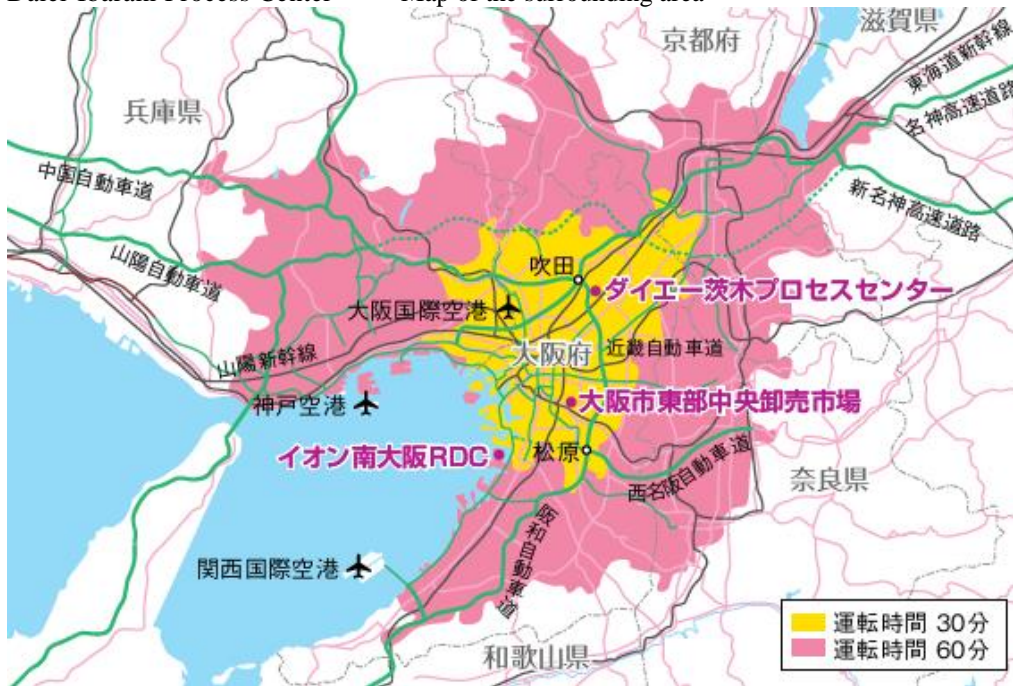 Daiei Ibaraki Process Center
Map of the surrounding area
滋賀県
京都府
東海道新幹線
兵庫県
名神高速道路
中国自動車道
新名神高速道路
山陽自動車道
吹田
ダイエー茨木プロセスセンター
大阪国際空港
大阪府
近畿自動車道
山陽新幹線
神戸空港
大阪市東部中央卸売市場
イオン南大阪RDC
松原
西名阪自動車道
奈良県
阪和自動車道
関西国際空港
和歌山県
運転時間 30分
運転時間 60分